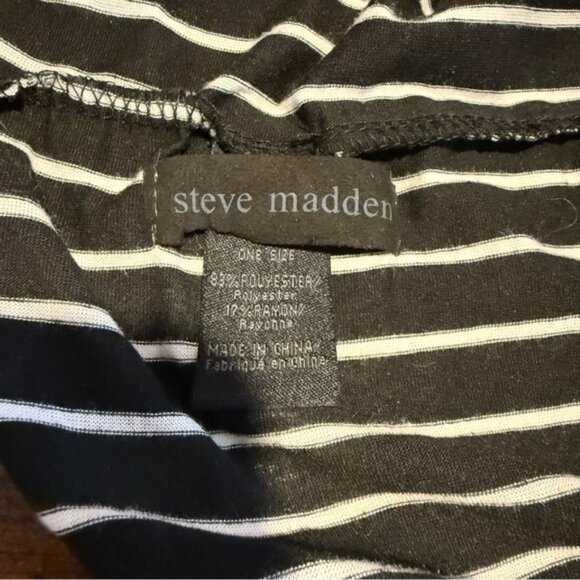 steve madden
ONE SIZE
83%POLYESTER/
Polyester
17%RAYON/
Rayonne
MADE IN CHINA/
Fabriqué en Chine